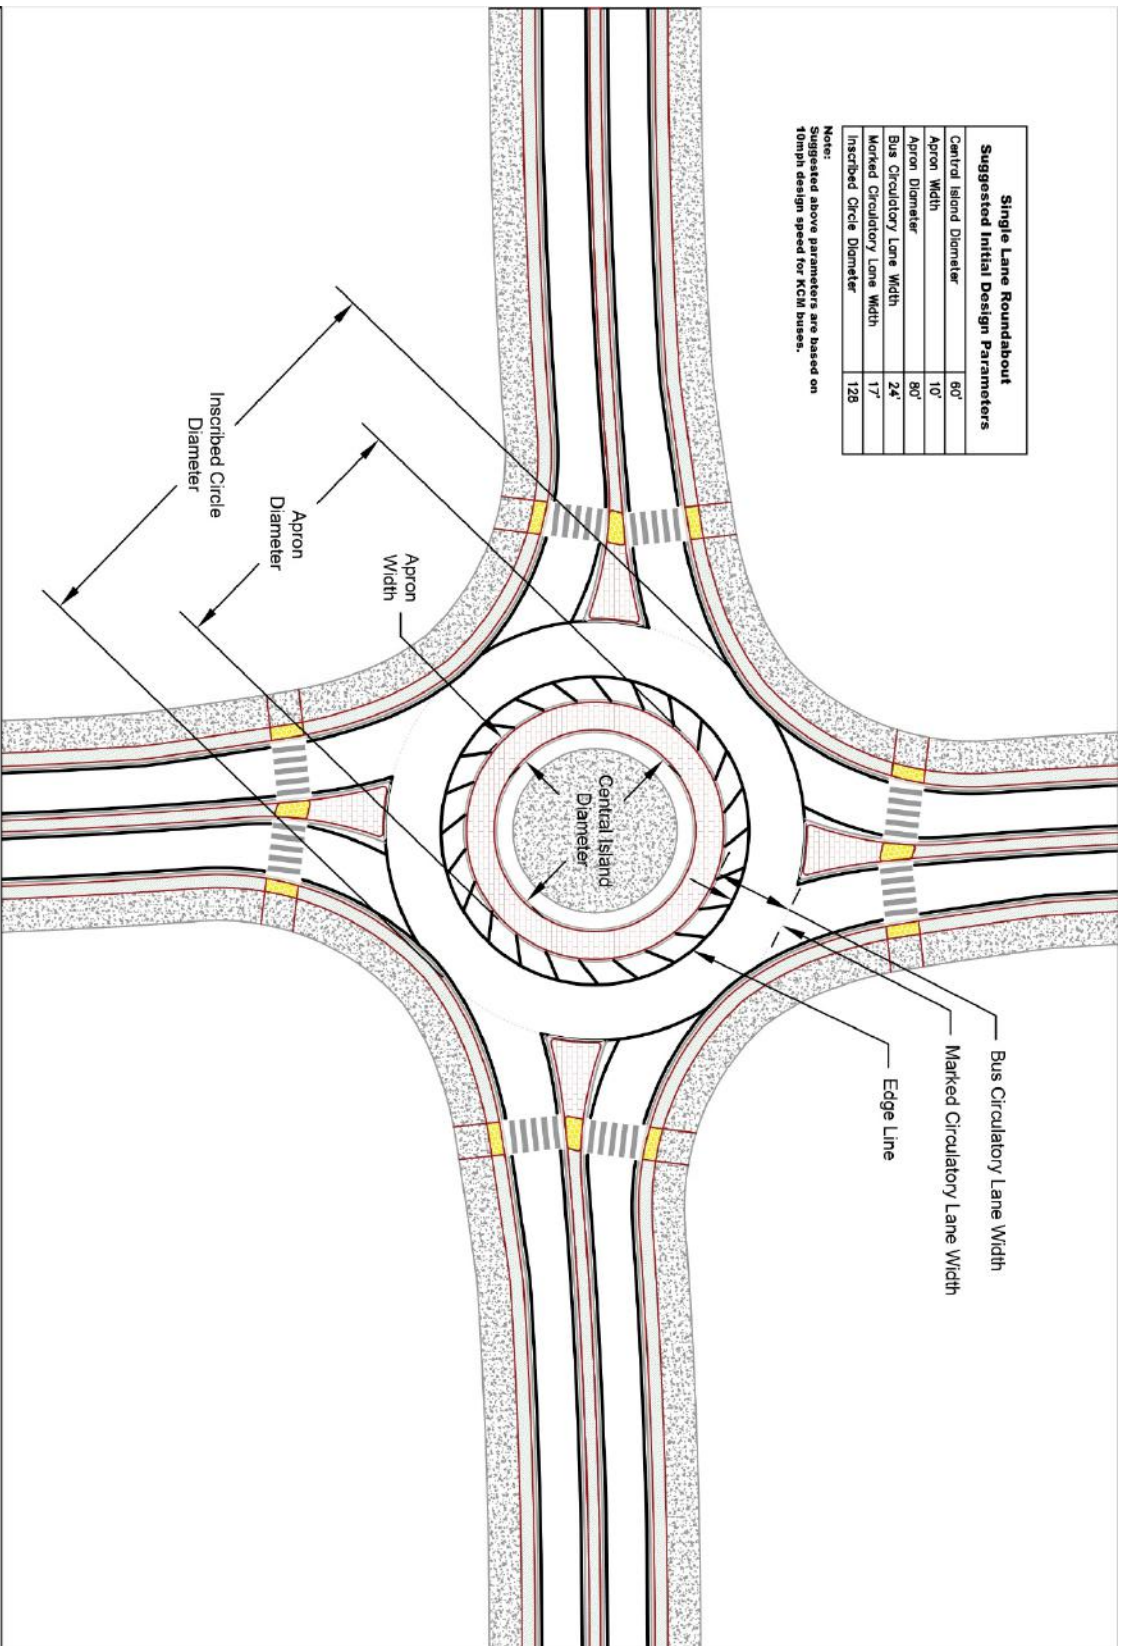 Single Lane Roundabout
Suggested Initial Design Parameters
Central Island Diameter 60'
Apron Width 10'
Apron Diameter 80'
Bus Circulatory Lane Width 24'
Marked Circulatory Lane Width 17'
Inscribed Circle Diameter 128
Note:
Suggested above parameters are based on
10mph design speed for KCM buses.
Bus Circulatory Lane Width
Marked Circulatory Lane Width
Edge Line
Central Island
Diameter
Apron
Width
Apron
Diameter
Inscribed Circle
Diameter